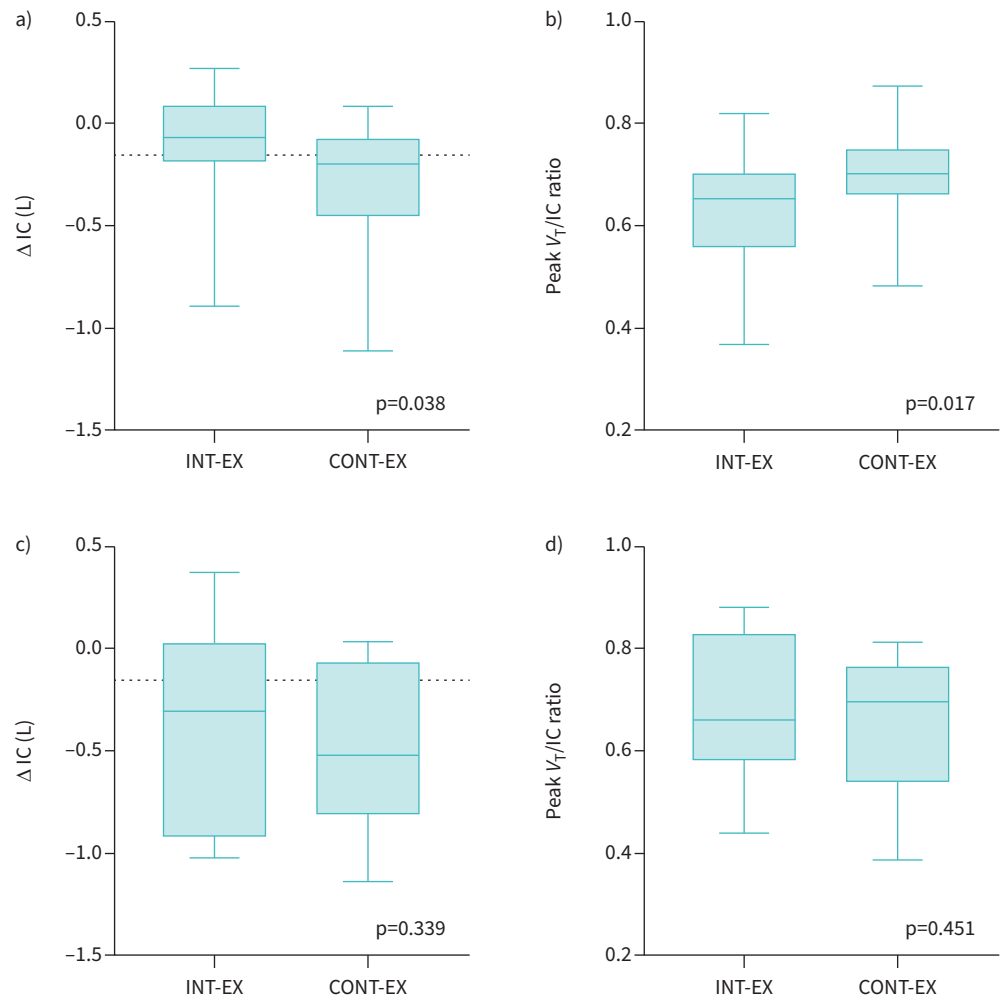 a)
0.5
0.0
–0.5
–1.0
–1.5
Δ IC (L)
INT-EX
CONT-EX
p=0.038
b)
1.0
0.8
0.6
0.4
0.2
Peak VT/IC ratio
INT-EX
CONT-EX
p=0.017
c)
0.5
0.0
–0.5
–1.0
–1.5
Δ IC (L)
INT-EX
CONT-EX
p=0.339
d)
1.0
0.8
0.6
0.4
0.2
Peak VT/IC ratio
INT-EX
CONT-EX
p=0.451